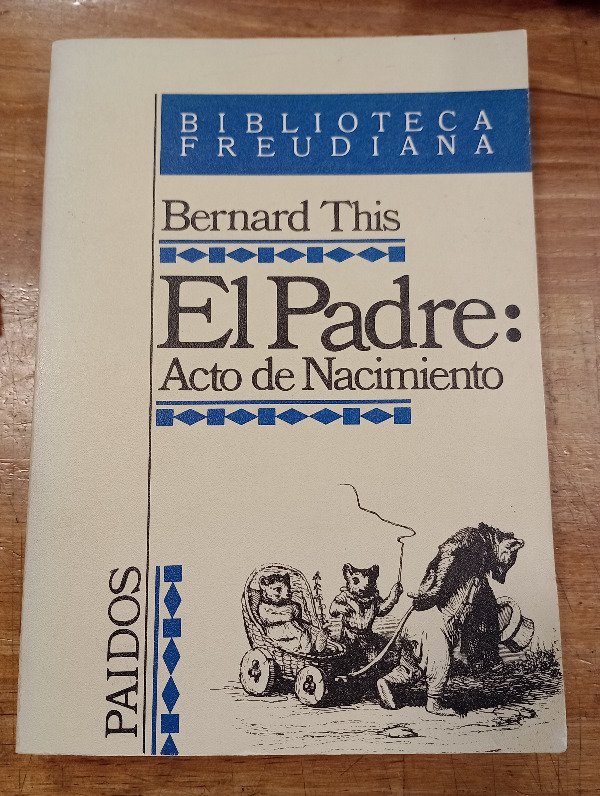 BIBLIOTECA
FREUDIANA
Bernard This
El Padre:
Acto de Nacimiento
PAIDOS